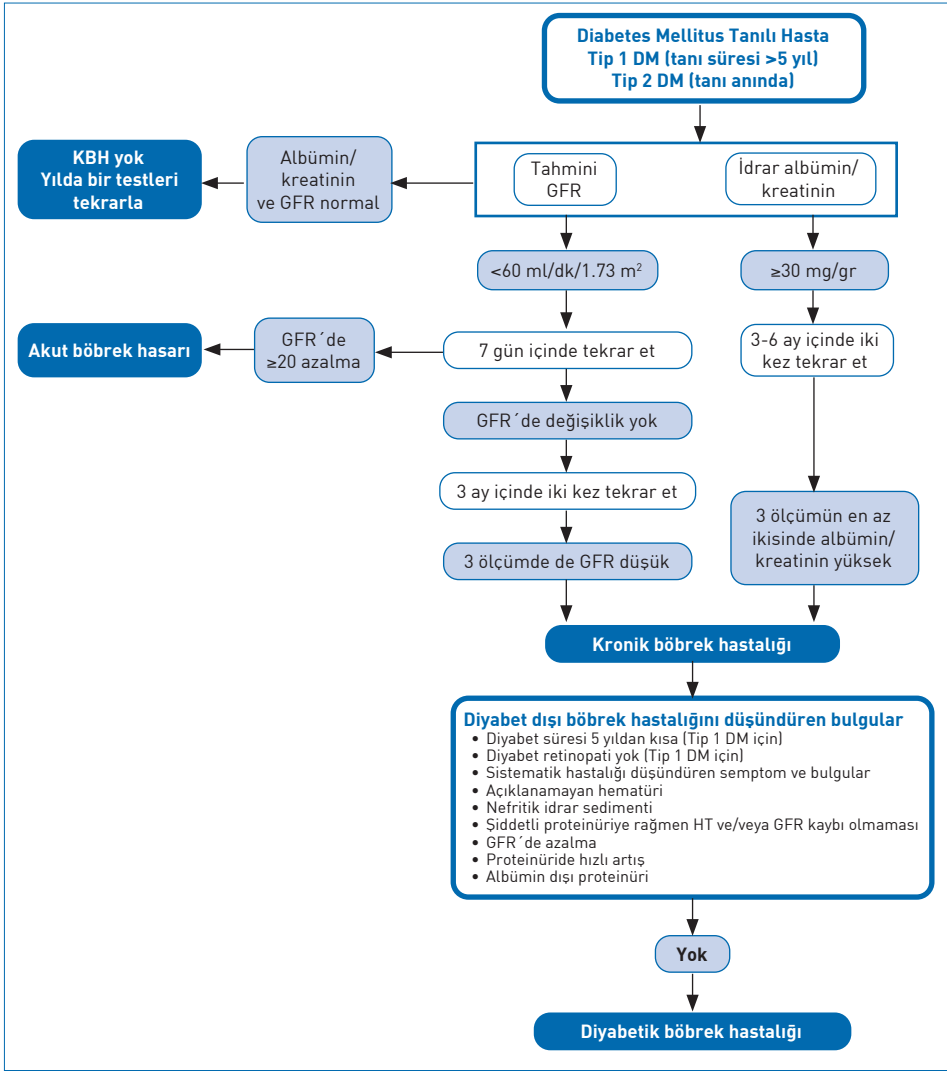 Diabetes Mellitus Tanılı Hasta
Tip 1 DM (tanı süresi >5 yıl)
Tip 2 DM (tanı anında)
KBH yok
Yılda bir testleri
tekrarla
Albümin/
kreatinin
ve GFR normal
Tahmini
GFR
İdrar albümin/
kreatinin
<60 ml/dk/1.73 m²
≥30 mg/gr
Akut böbrek hasarı
GFR´de
≥20 azalma
7 gün içinde tekrar et
3-6 ay içinde iki
kez tekrar et
GFR´de değişiklik yok
3 ay içinde iki kez tekrar et
3 ölçümde de GFR düşük
3 ölçümün en az
ikisinde albümin/
kreatinin yüksek
Kronik böbrek hastalığı
Diyabet dışı böbrek hastalığını düşündüren bulgular
• Diyabet süresi 5 yıldan kısa (Tip 1 DM için)
• Diyabet retinopati yok (Tip 1 DM için)
• Sistematik hastalığı düşündüren semptom ve bulgular
• Açıklanamayan hematüri
• Nefritik idrar sedimenti
• Şiddetli proteinüriye rağmen HT ve/veya GFR kaybı olmaması
• GFR´de azalma
• Proteinüride hızlı artış
• Albümin dışı proteinüri
Yok
Diyabetik böbrek hastalığı